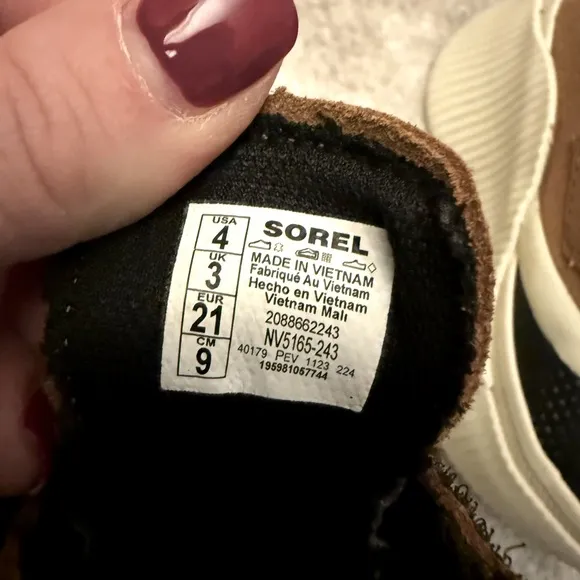 USA
4
UK
3
EUR
21
CM
9
SOREL
MADE IN VIETNAM
Fabriqué Au Vietnam
Hecho en Vietnam
Vietnam Malı
2088662243
NV5165-243
40179 PEV 1123 224
195981057744